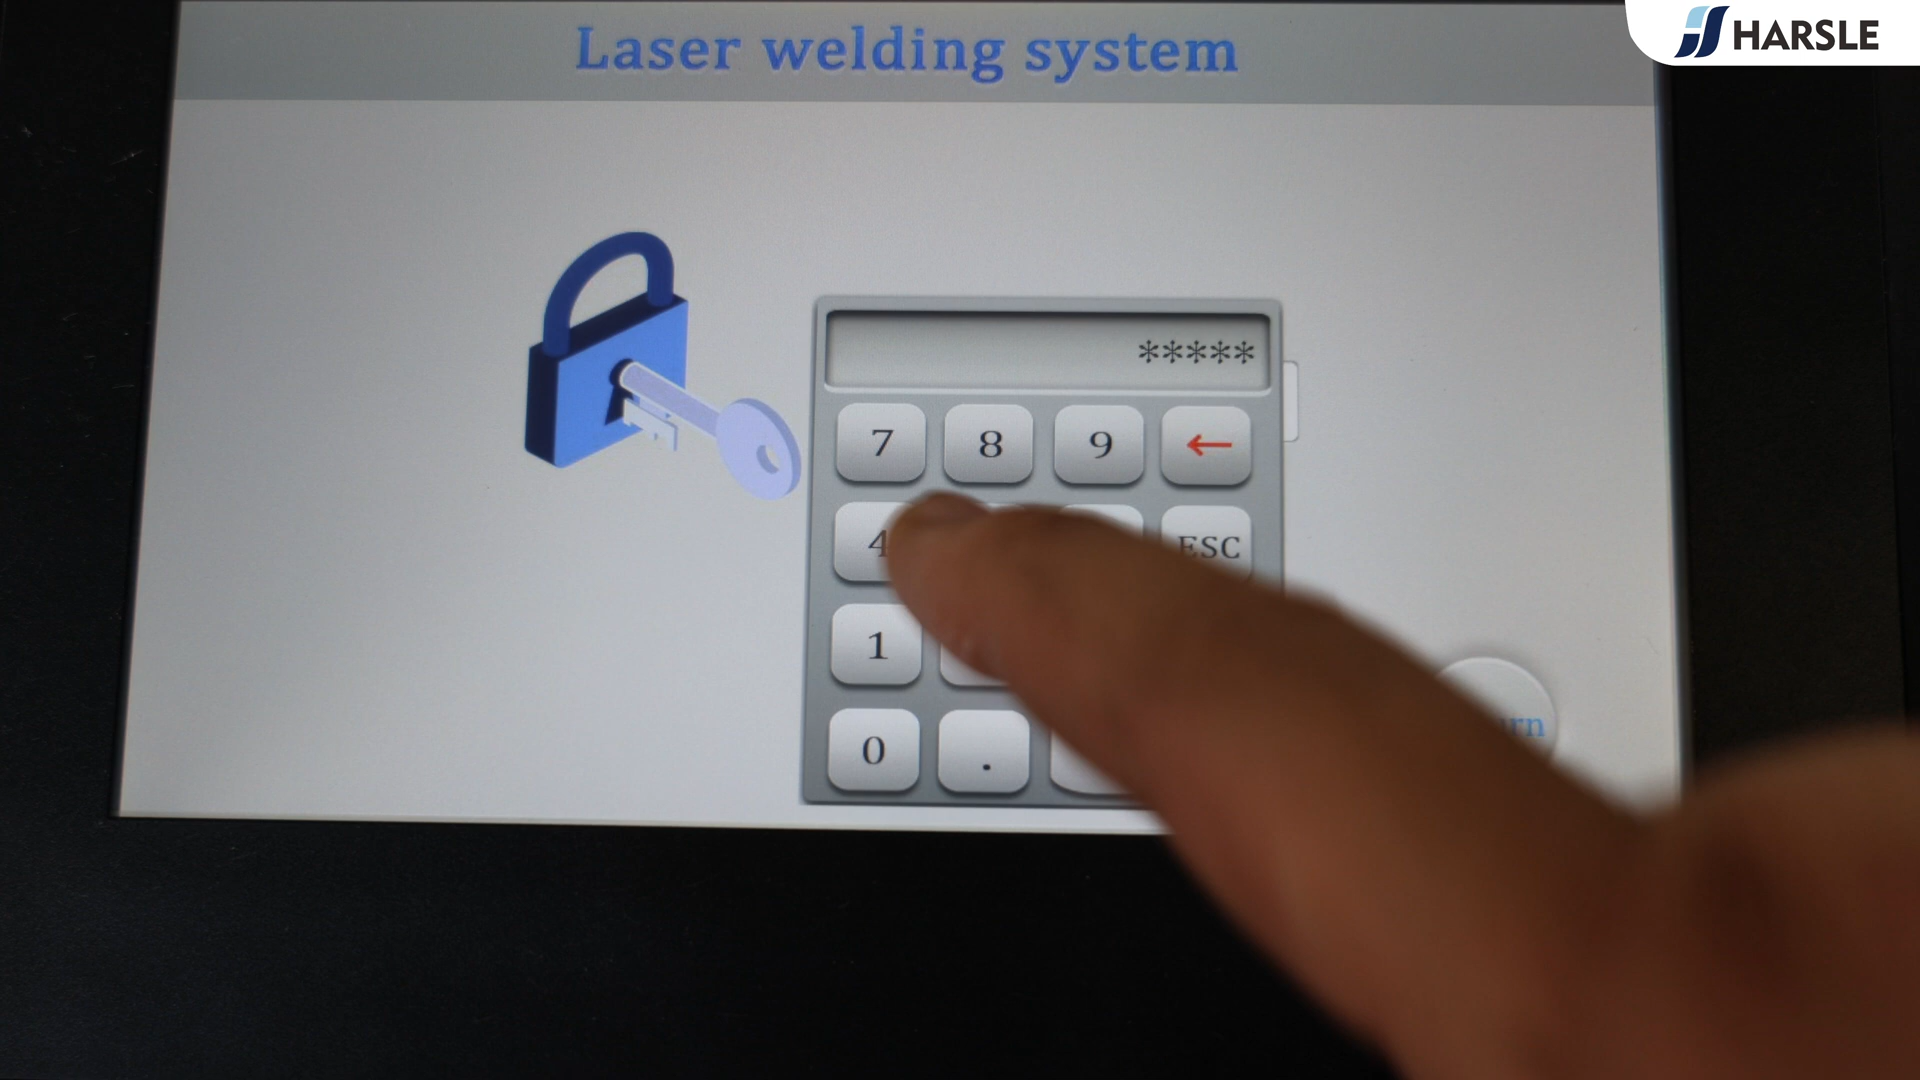 HARSLE
Laser welding system
*****
7 8 9 ←
4 ESC
1
0 .